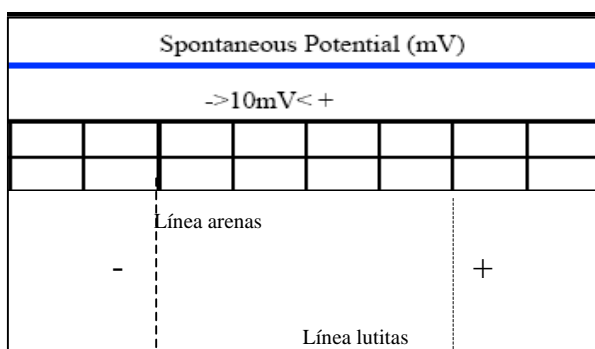 Spontaneous Potential (mV)
->10mV< +
Línea arenas
- +
Línea lutitas